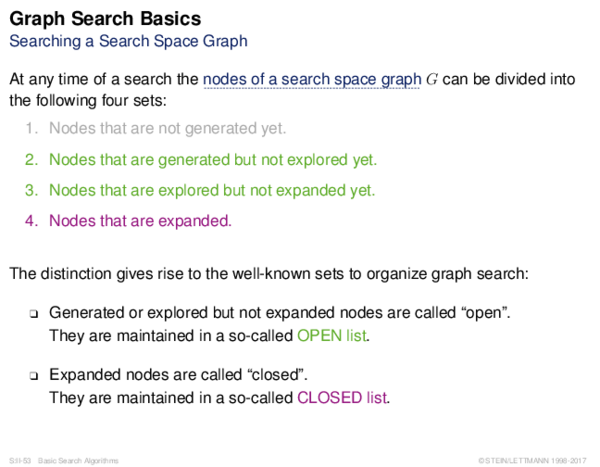 Graph Search Basics
Searching a Search Space Graph
At any time of a search the nodes of a search space graph G can be divided into
the following four sets:
1. Nodes that are not generated yet.
2. Nodes that are generated but not explored yet.
3. Nodes that are explored but not expanded yet.
4. Nodes that are expanded.
The distinction gives rise to the well-known sets to organize graph search:
❑ Generated or explored but not expanded nodes are called “open”.
They are maintained in a so-called OPEN list.
❑ Expanded nodes are called “closed”.
They are maintained in a so-called CLOSED list.
S:II-53 Basic Search Algorithms ©STEIN/LETTMANN 1998-2017